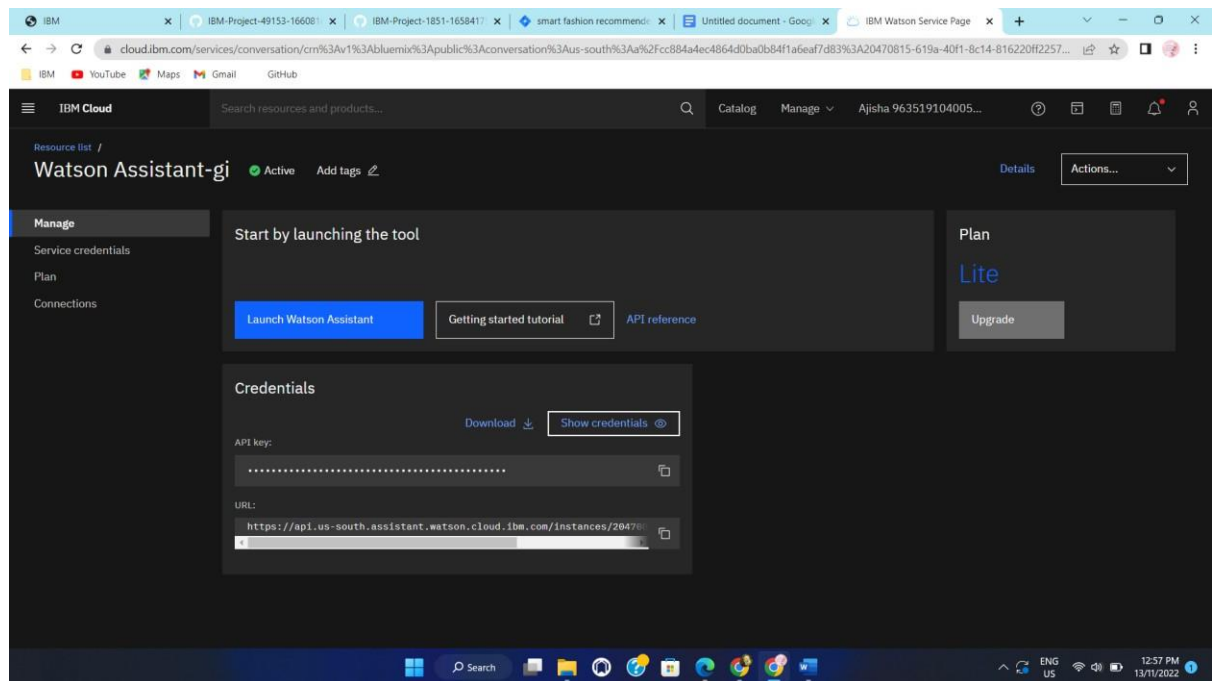 IBM
IBM-Project-49153-166081
IBM-Project-1851-1658417
smart fashion recommende
Untitled document - Googl
IBM Watson Service Page
cloud.ibm.com/services/conversation/crn%3Av1%3Abluemix%3Apublic%3Aconversation%3Aus-south%3Aa%2Fcc884a4ec4864d0ba0b84f1a6eaf7d83%3A20470815-619a-40f1-8c14-816220ff2257...
IBM YouTube Maps Gmail GitHub
IBM Cloud Search resources and products... Catalog Manage Ajisha 963519104005...
Resource list /
Watson Assistant-gi Active Add tags Details Actions...
Manage
Service credentials
Plan
Connections
Start by launching the tool
Launch Watson Assistant Getting started tutorial API reference
Plan
Lite
Upgrade
Credentials
Download Show credentials
API key:
URL:
https://api.us-south.assistant.watson.cloud.ibm.com/instances/20470
Search
ENG
US
12:57 PM
13/11/2022
1